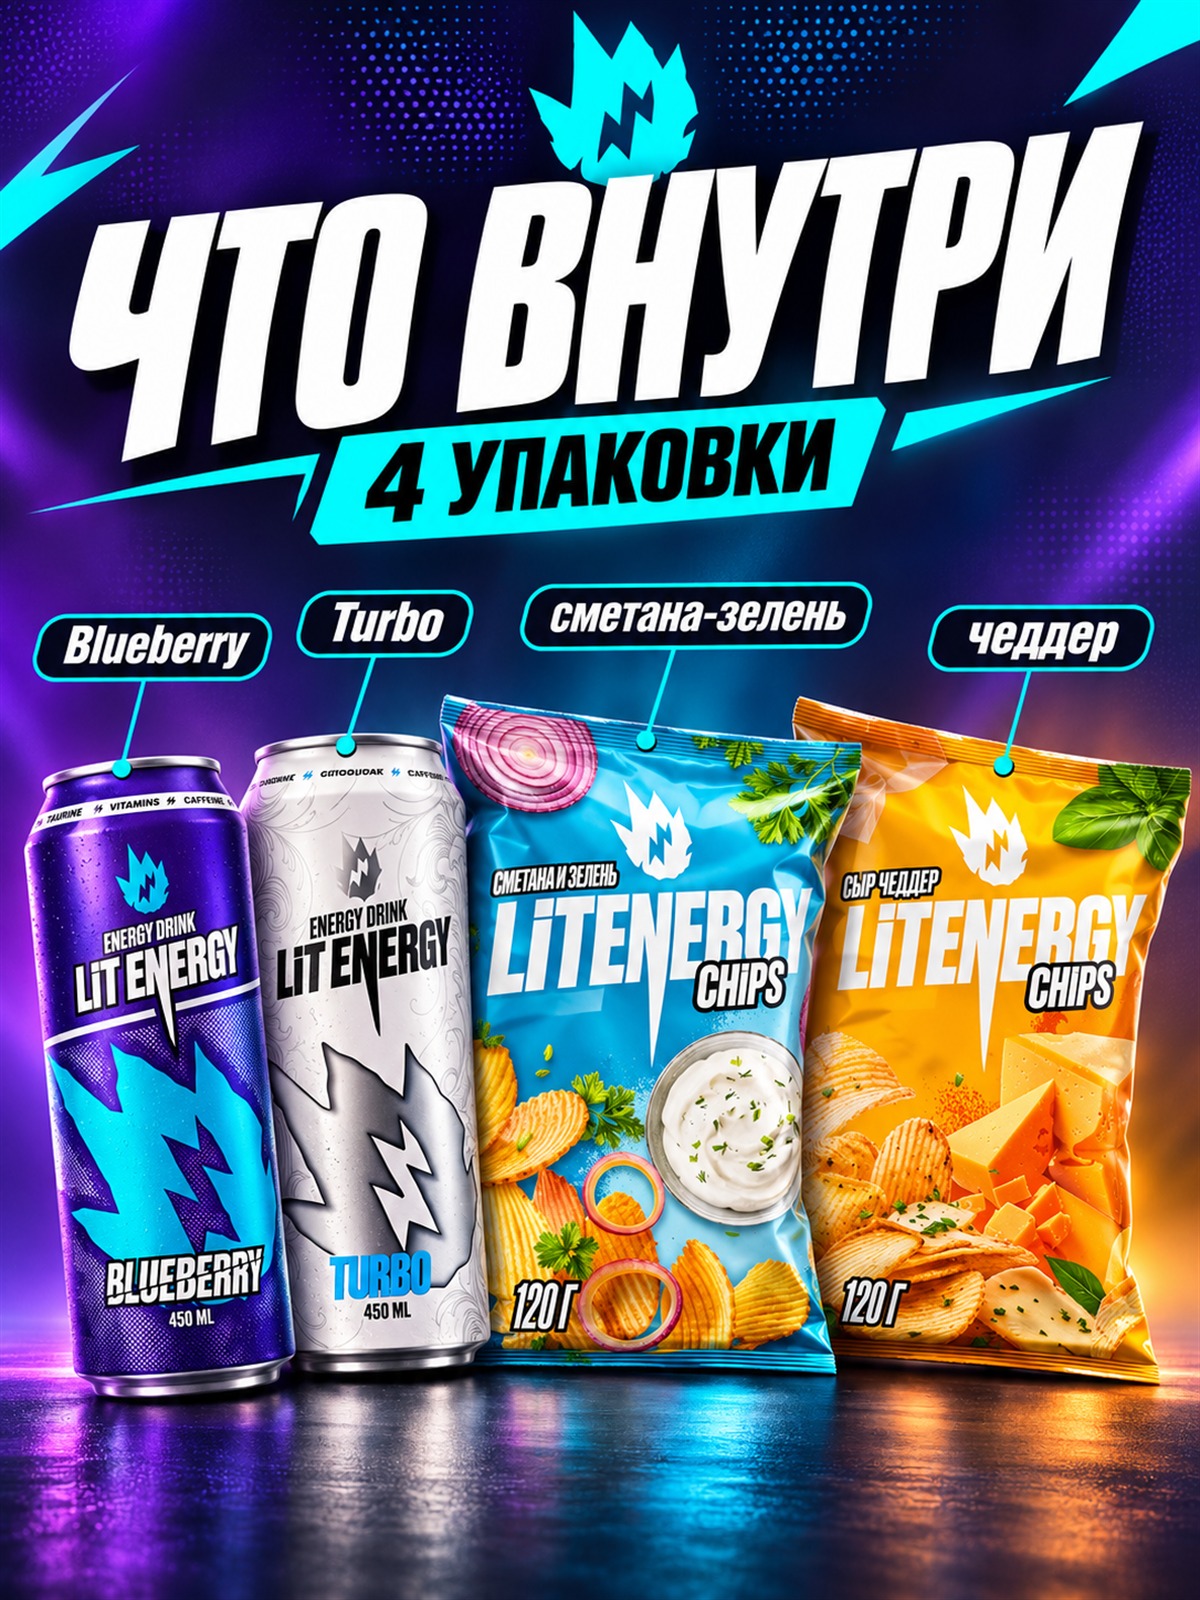 ЧТО ВНУТРИ
4 УПАКОВКИ
Blueberry
Turbo
сметана-зелень
чеддер
TAURINE VITAMINS CAFFEINE
ENERGY DRINK
LIT ENERGY
BLUEBERRY
450 ML
ENERGY DRINK
LIT ENERGY
TURBO
450 ML
СМЕТАНА И ЗЕЛЕНЬ
LITENERGY
CHIPS
120 Г
СЫР ЧЕДДЕР
LITENERGY
CHIPS
120 Г